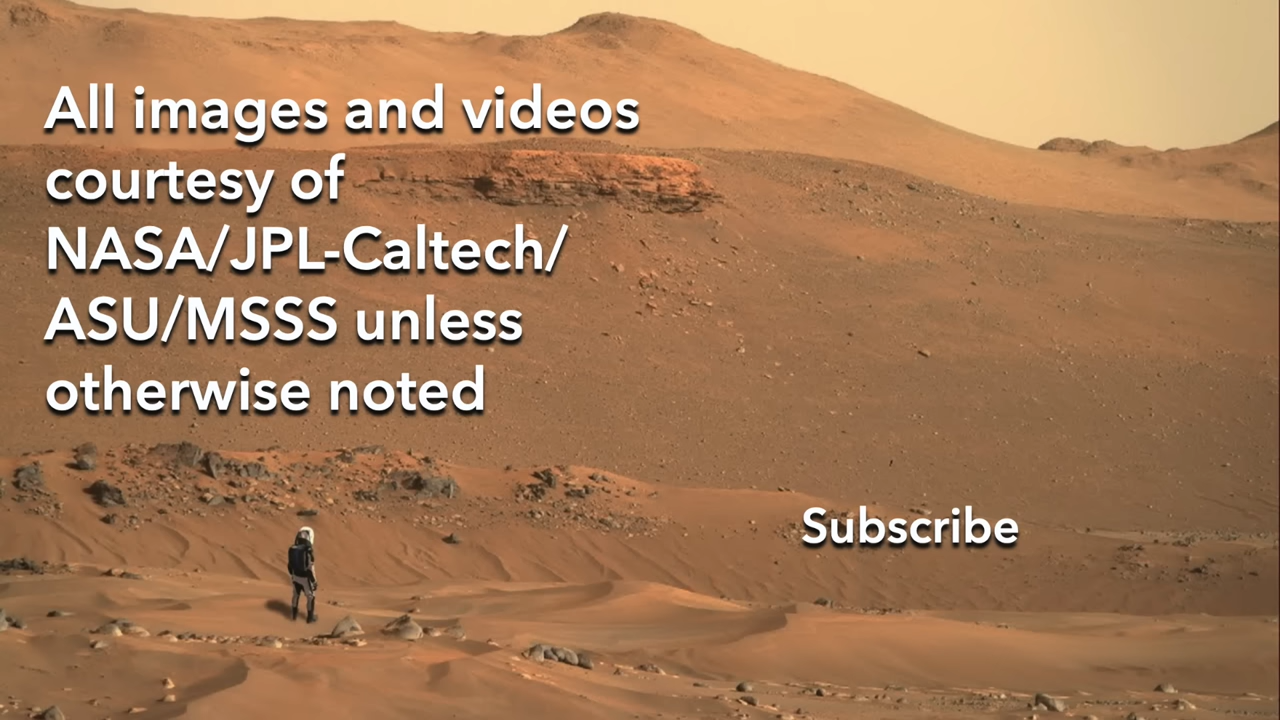 All images and videos
courtesy of
NASA/JPL-Caltech/
ASU/MSSS unless
otherwise noted
Subscribe